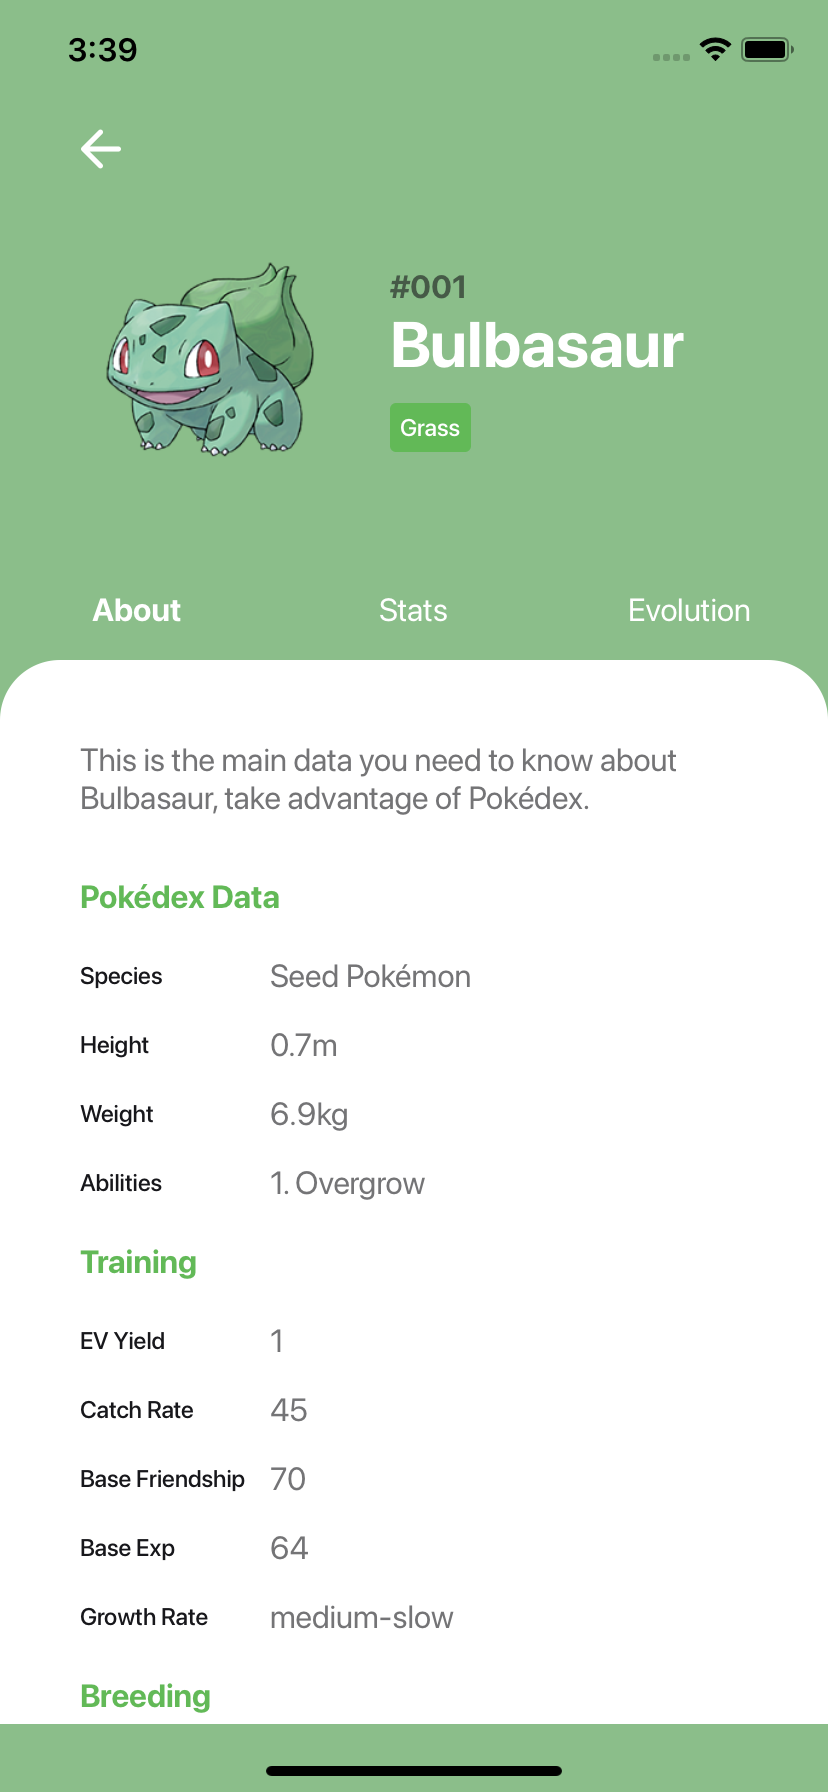 3:39
#001
Bulbasaur
Grass
About Stats Evolution
This is the main data you need to know about
Bulbasaur, take advantage of Pokédex.
Pokédex Data
Species Seed Pokémon
Height 0.7m
Weight 6.9kg
Abilities 1. Overgrow
Training
EV Yield 1
Catch Rate 45
Base Friendship 70
Base Exp 64
Growth Rate medium-slow
Breeding